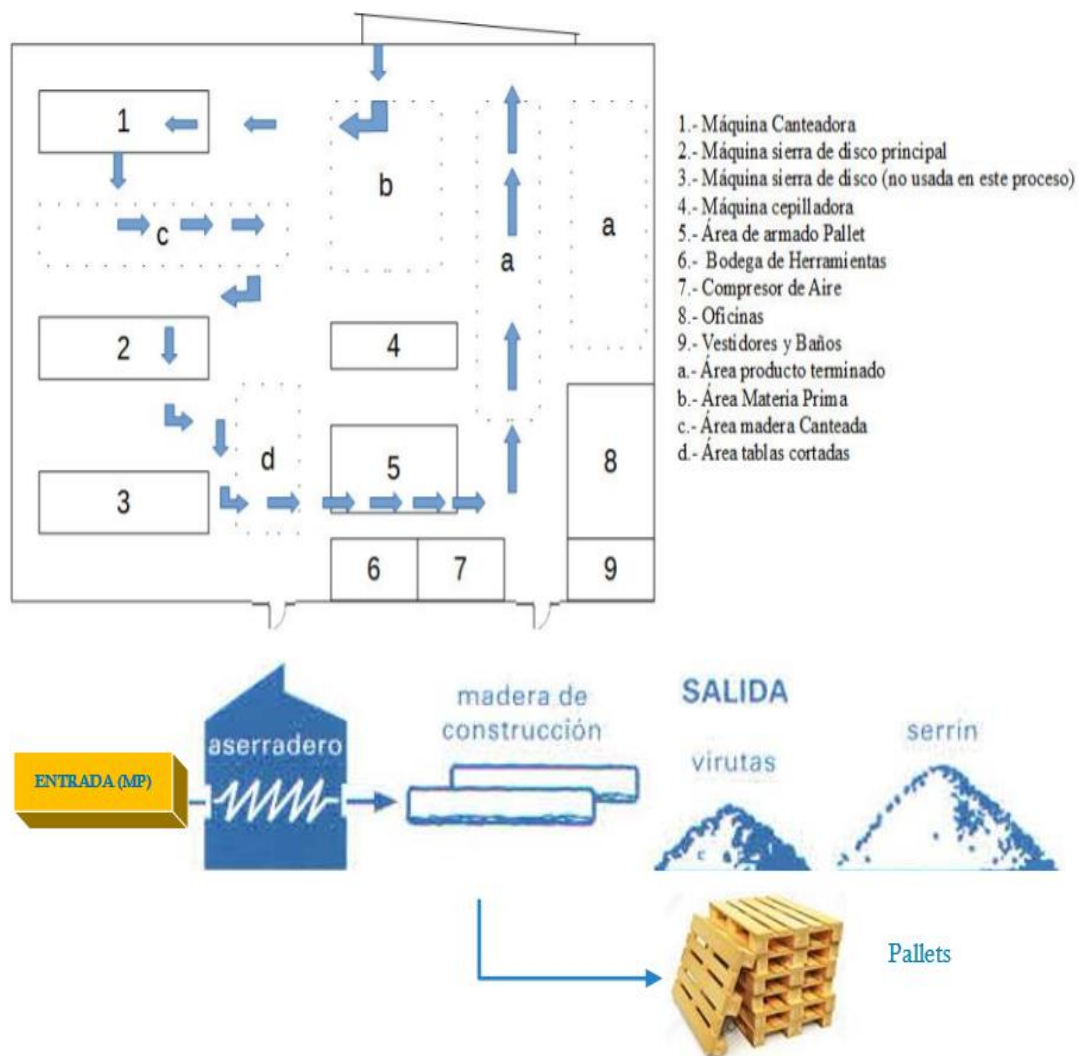 1
b
a
a
c
2
4
d
5
3
8
6
7
9
1.- Máquina Canteadora
2.- Máquina sierra de disco principal
3.- Máquina sierra de disco (no usada en este proceso)
4.- Máquina cepilladora
5.- Área de armado Pallet
6.- Bodega de Herramientas
7.- Compresor de Aire
8.- Oficinas
9.- Vestidores y Baños
a.- Área producto terminado
b.- Área Materia Prima
c.- Área madera Canteada
d.- Área tablas cortadas
ENTRADA (MP)
aserradero
madera de
construcción
SALIDA
virutas
serrín
Pallets